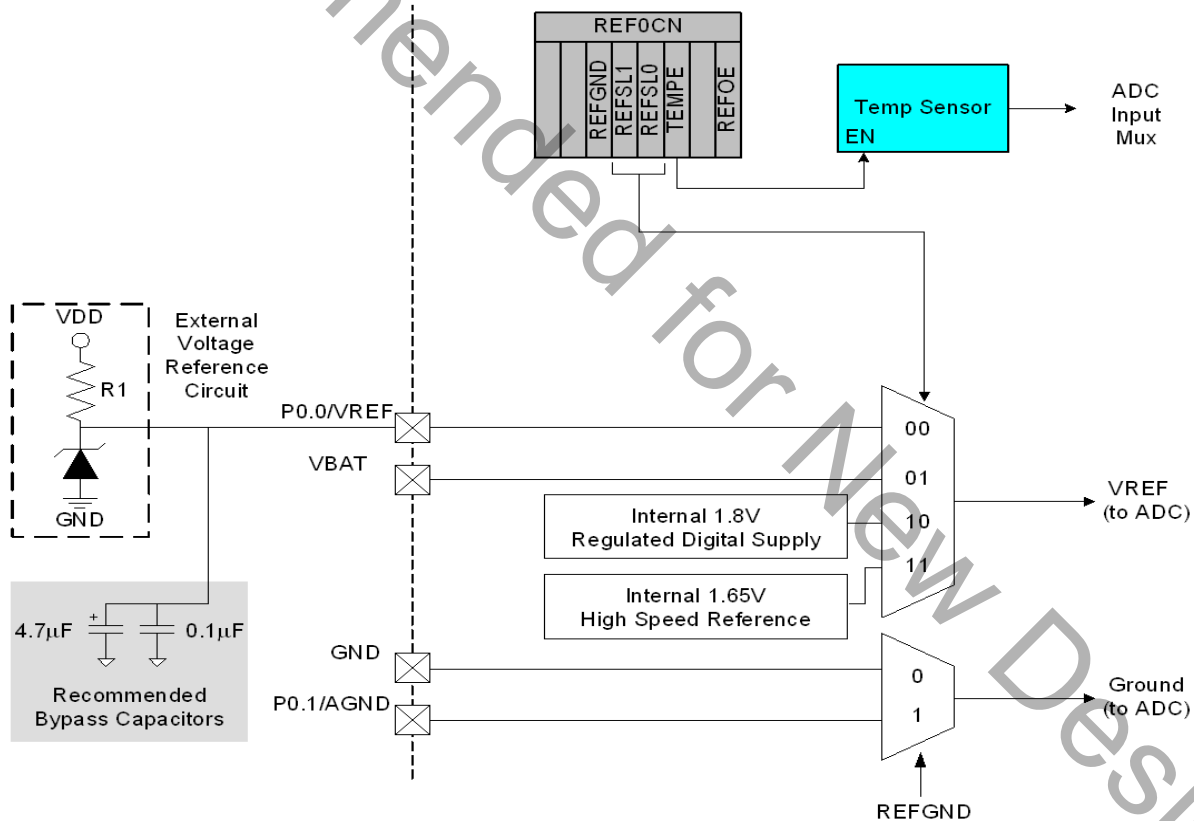 REF0CN
REFGND
REFSL1
REFSL0
TEMPE
REFOE
Temp Sensor
EN
ADC
Input
Mux
VDD
R1
GND
External
Voltage
Reference
Circuit
P0.0/VREF
VBAT
00
01
10
11
Internal 1.8V
Regulated Digital Supply
Internal 1.65V
High Speed Reference
VREF
(to ADC)
4.7µF
+
0.1µF
Recommended
Bypass Capacitors
GND
P0.1/AGND
0
1
Ground
(to ADC)
REFGND
mended for New Desi